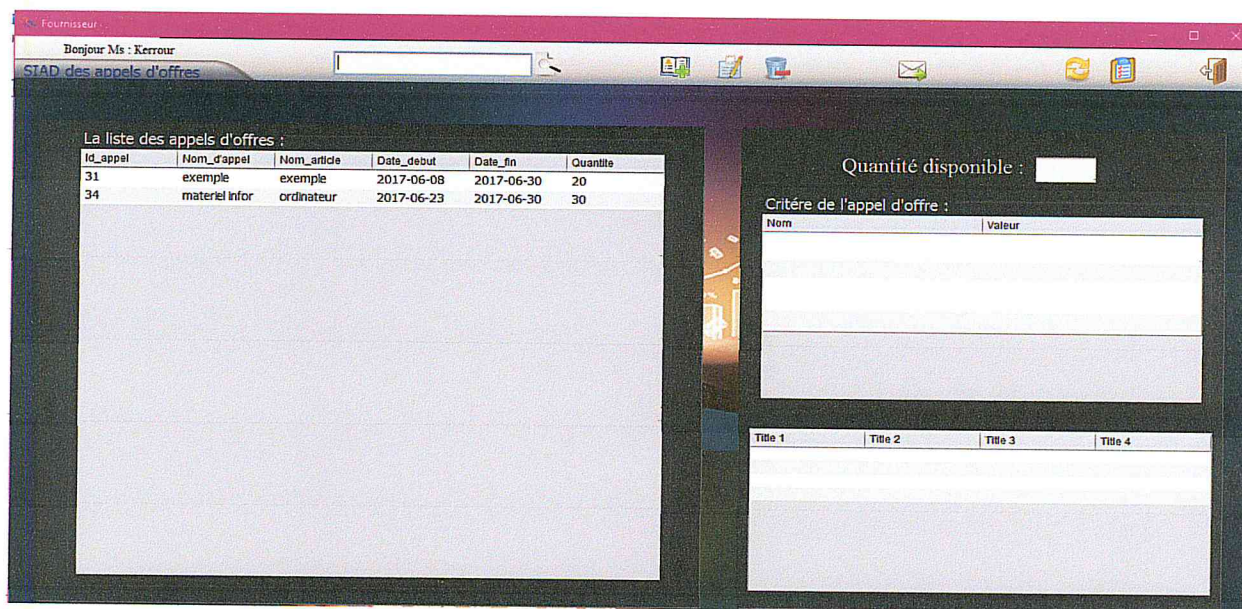 Fournisseur
Bonjour Ms : Kerrour
SIAD des appels d'offres
La liste des appels d'offres :
Id_appel Nom_d'appel Nom_article Date_debut Date_fin Quantite
31 exemple exemple 2017-06-08 2017-06-30 20
34 materiel infor ordinateur 2017-06-23 2017-06-30 30
Quantité disponible :
Critére de l'appel d'offre :
Nom Valeur
Title 1 Title 2 Title 3 Title 4